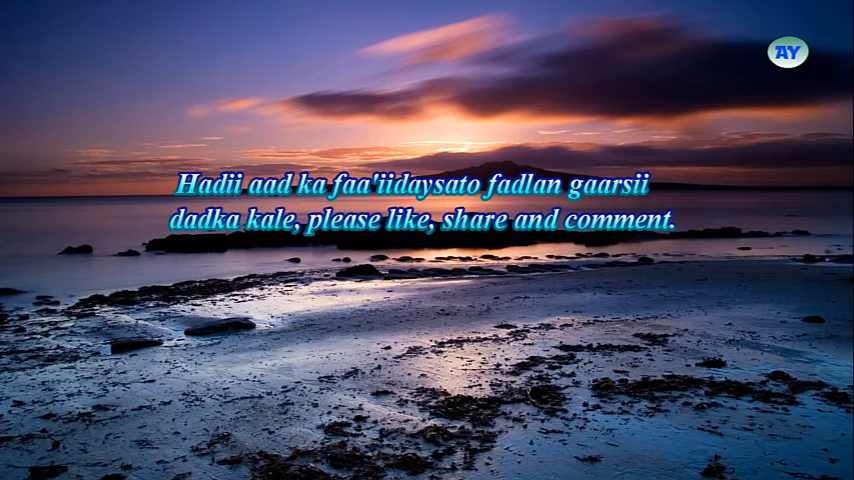 AY
Hadii aad ka faa'iidaysato fadlan gaarsii
dadka kale, please like, share and comment.